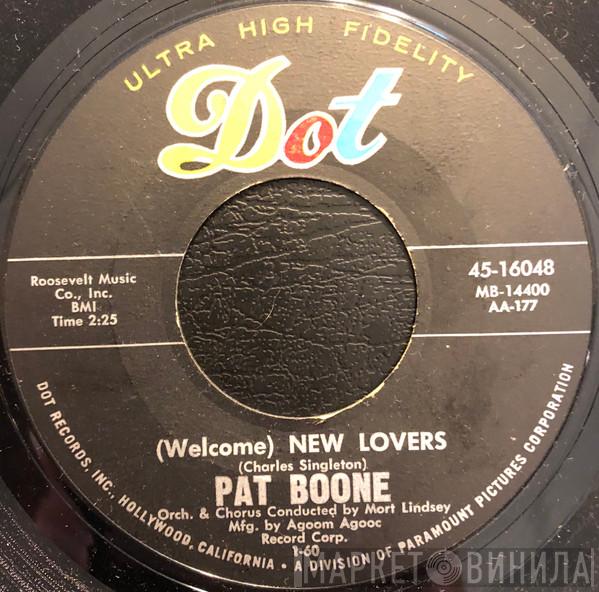 ULTRA HIGH FIDELITY
Dot
Roosevelt Music
Co., Inc.
BMI
Time 2:25
45-16048
MB-14400
AA-177
(Welcome) NEW LOVERS
(Charles Singleton)
PAT BOONE
Orch. & Chorus Conducted by Mort Lindsey
Mfg. by Agoom Agooc
Record Corp.
1-60
DOT RECORDS, INC., HOLLYWOOD, CALIFORNIA • A DIVISION OF PARAMOUNT PICTURES CORPORATION
МАРКЕТ ВИНИЛА